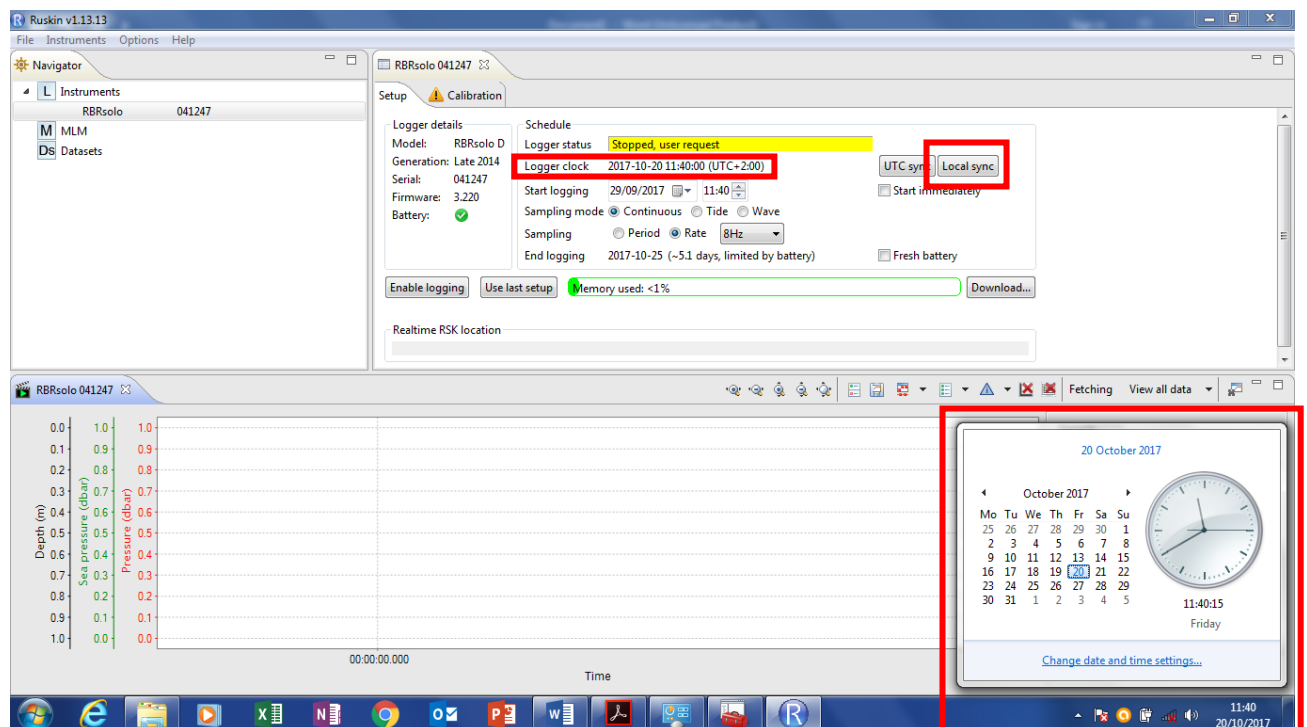 Ruskin v1.13.13
File Instruments Options Help
Navigator
L Instruments
RBRsolo 041247
M MLM
Ds Datasets
RBRsolo 041247
Setup Calibration
Logger details
Model: RBRsolo D
Generation: Late 2014
Serial: 041247
Firmware: 3.220
Battery:
Schedule
Logger status Stopped, user request
Logger clock 2017-10-20 11:40:00 (UTC+2:00) UTC sync Local sync
Start logging 29/09/2017 11:40 Start immediately
Sampling mode Continuous Tide Wave
Sampling Period Rate 8Hz
End logging 2017-10-25 (~5.1 days, limited by battery) Fresh battery
Enable logging Use last setup Memory used: <1% Download...
Realtime RSK location
RBRsolo 041247 Fetching View all data
Depth (m)
0.0
0.1
0.2
0.3
0.4
0.5
0.6
0.7
0.8
0.9
1.0
Sea pressure (dbar)
1.0
0.9
0.8
0.7
0.6
0.5
0.4
0.3
0.2
0.1
0.0
Pressure (dbar)
1.0
0.9
0.8
0.7
0.6
0.5
0.4
0.3
0.2
0.1
0.0
00:00:00.000
Time
20 October 2017
October 2017
Mo Tu We Th Fr Sa Su
25 26 27 28 29 30 1
2 3 4 5 6 7 8
9 10 11 12 13 14 15
16 17 18 19 20 21 22
23 24 25 26 27 28 29
30 31 1 2 3 4 5
11:40:15
Friday
Change date and time settings...
11:40
20/10/2017